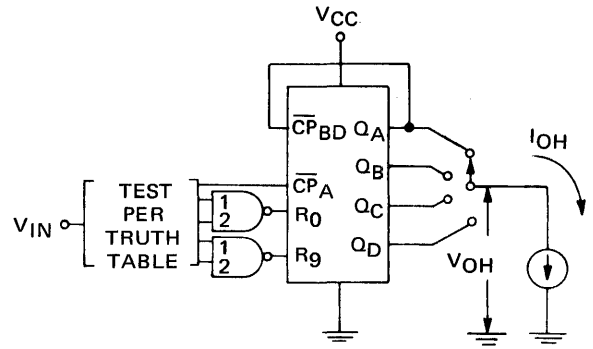 VCC
CPBD QA
IOH
QB
CPA
TEST
1
PER
2
R0
QC
VIN
TRUTH
1
TABLE
2
R9
QD
VOH